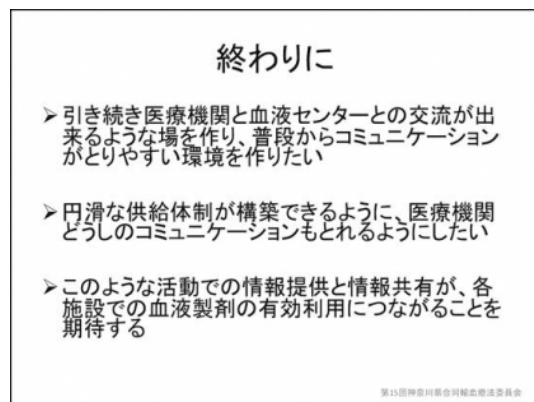 終わりに
➤引き続き医療機関と血液センターとの交流が出
来るような場を作り、普段からコミュニケーション
がとりやすい環境を作りたい
➤円滑な供給体制が構築できるように、医療機関
どうしのコミュニケーションもとれるようにしたい
➤このような活動での情報提供と情報共有が、各
施設での血液製剤の有効利用につながることを
期待する
第15回神奈川県合同輸血療法委員会